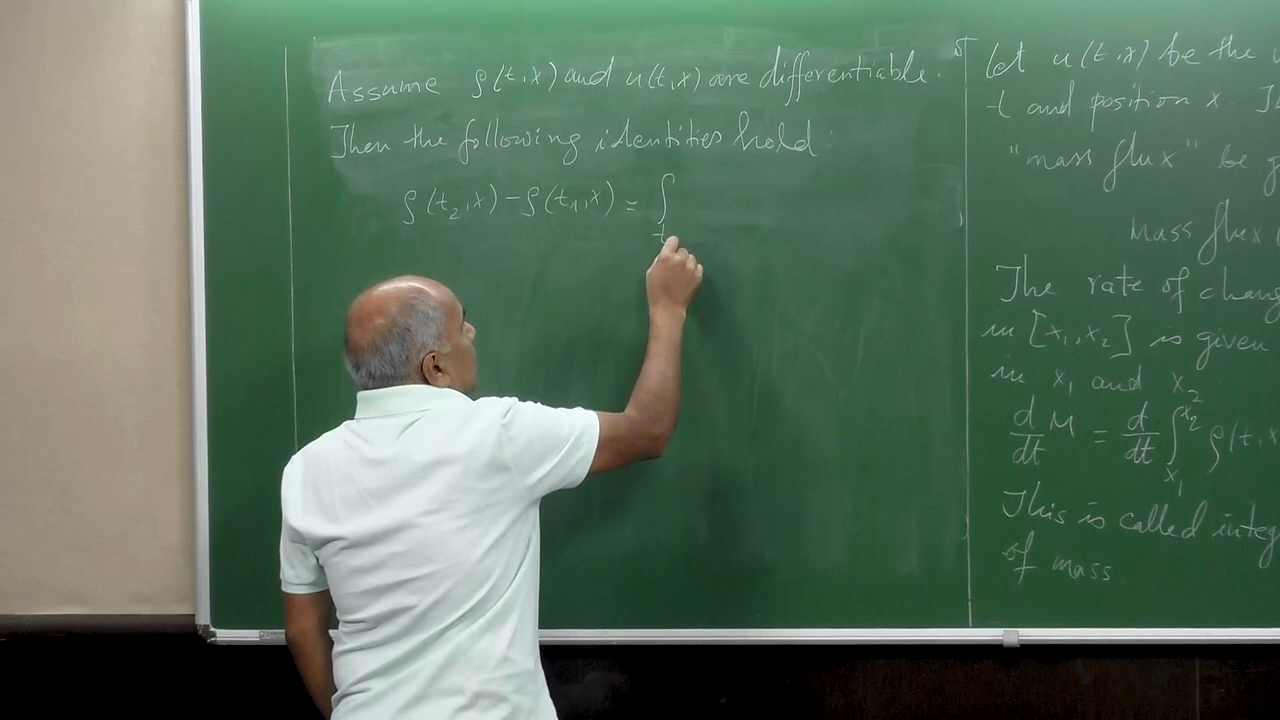 Assume ρ(t,x) and u(t,x) are differentiable.
Then the following identities hold:
ρ(t₂,x) - ρ(t₁,x) = ∫
t
Let u(t,x) be the
t and position x.
"mass flux" be
mass flux
The rate of
in [x₁,x₂] is given
in x₁ and x₂
d/dt M = d/dt ∫_{x₁}^{x₂} ρ(t,
This is called
of mass.